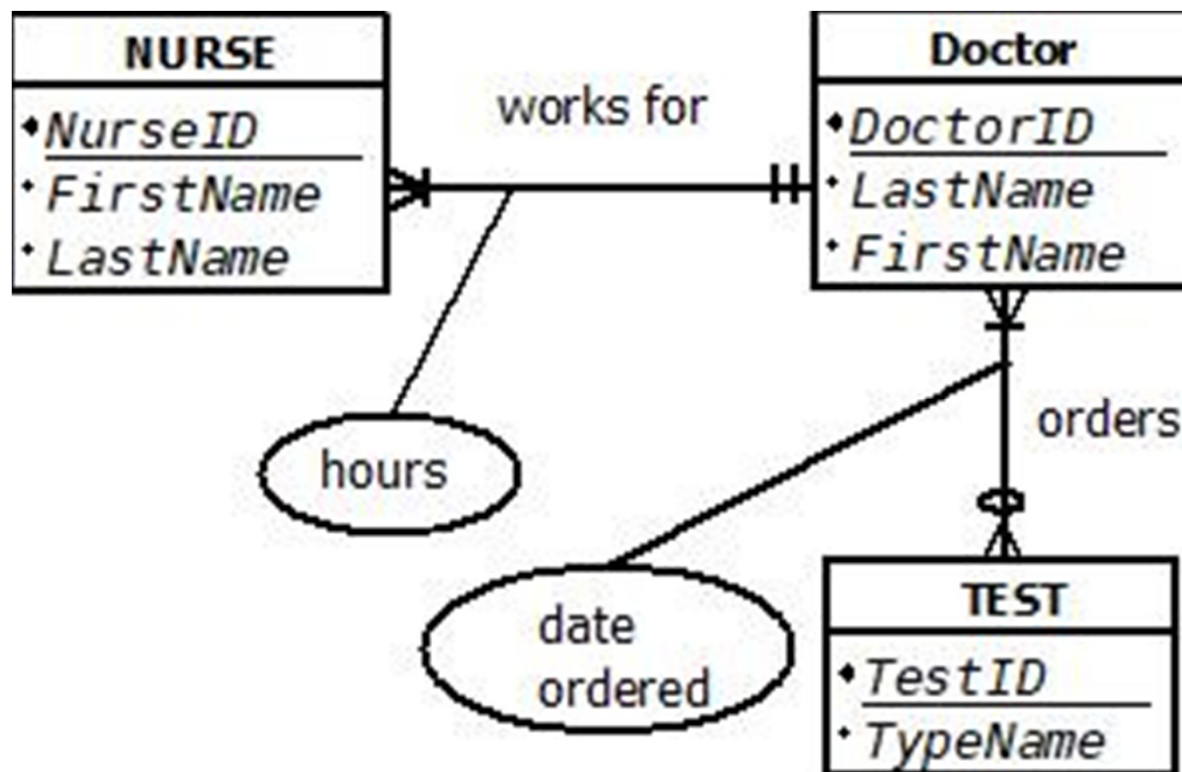 NURSE
NurseID
FirstName
LastName
works for
Doctor
DoctorID
LastName
FirstName
hours
orders
date
ordered
TEST
TestID
TypeName